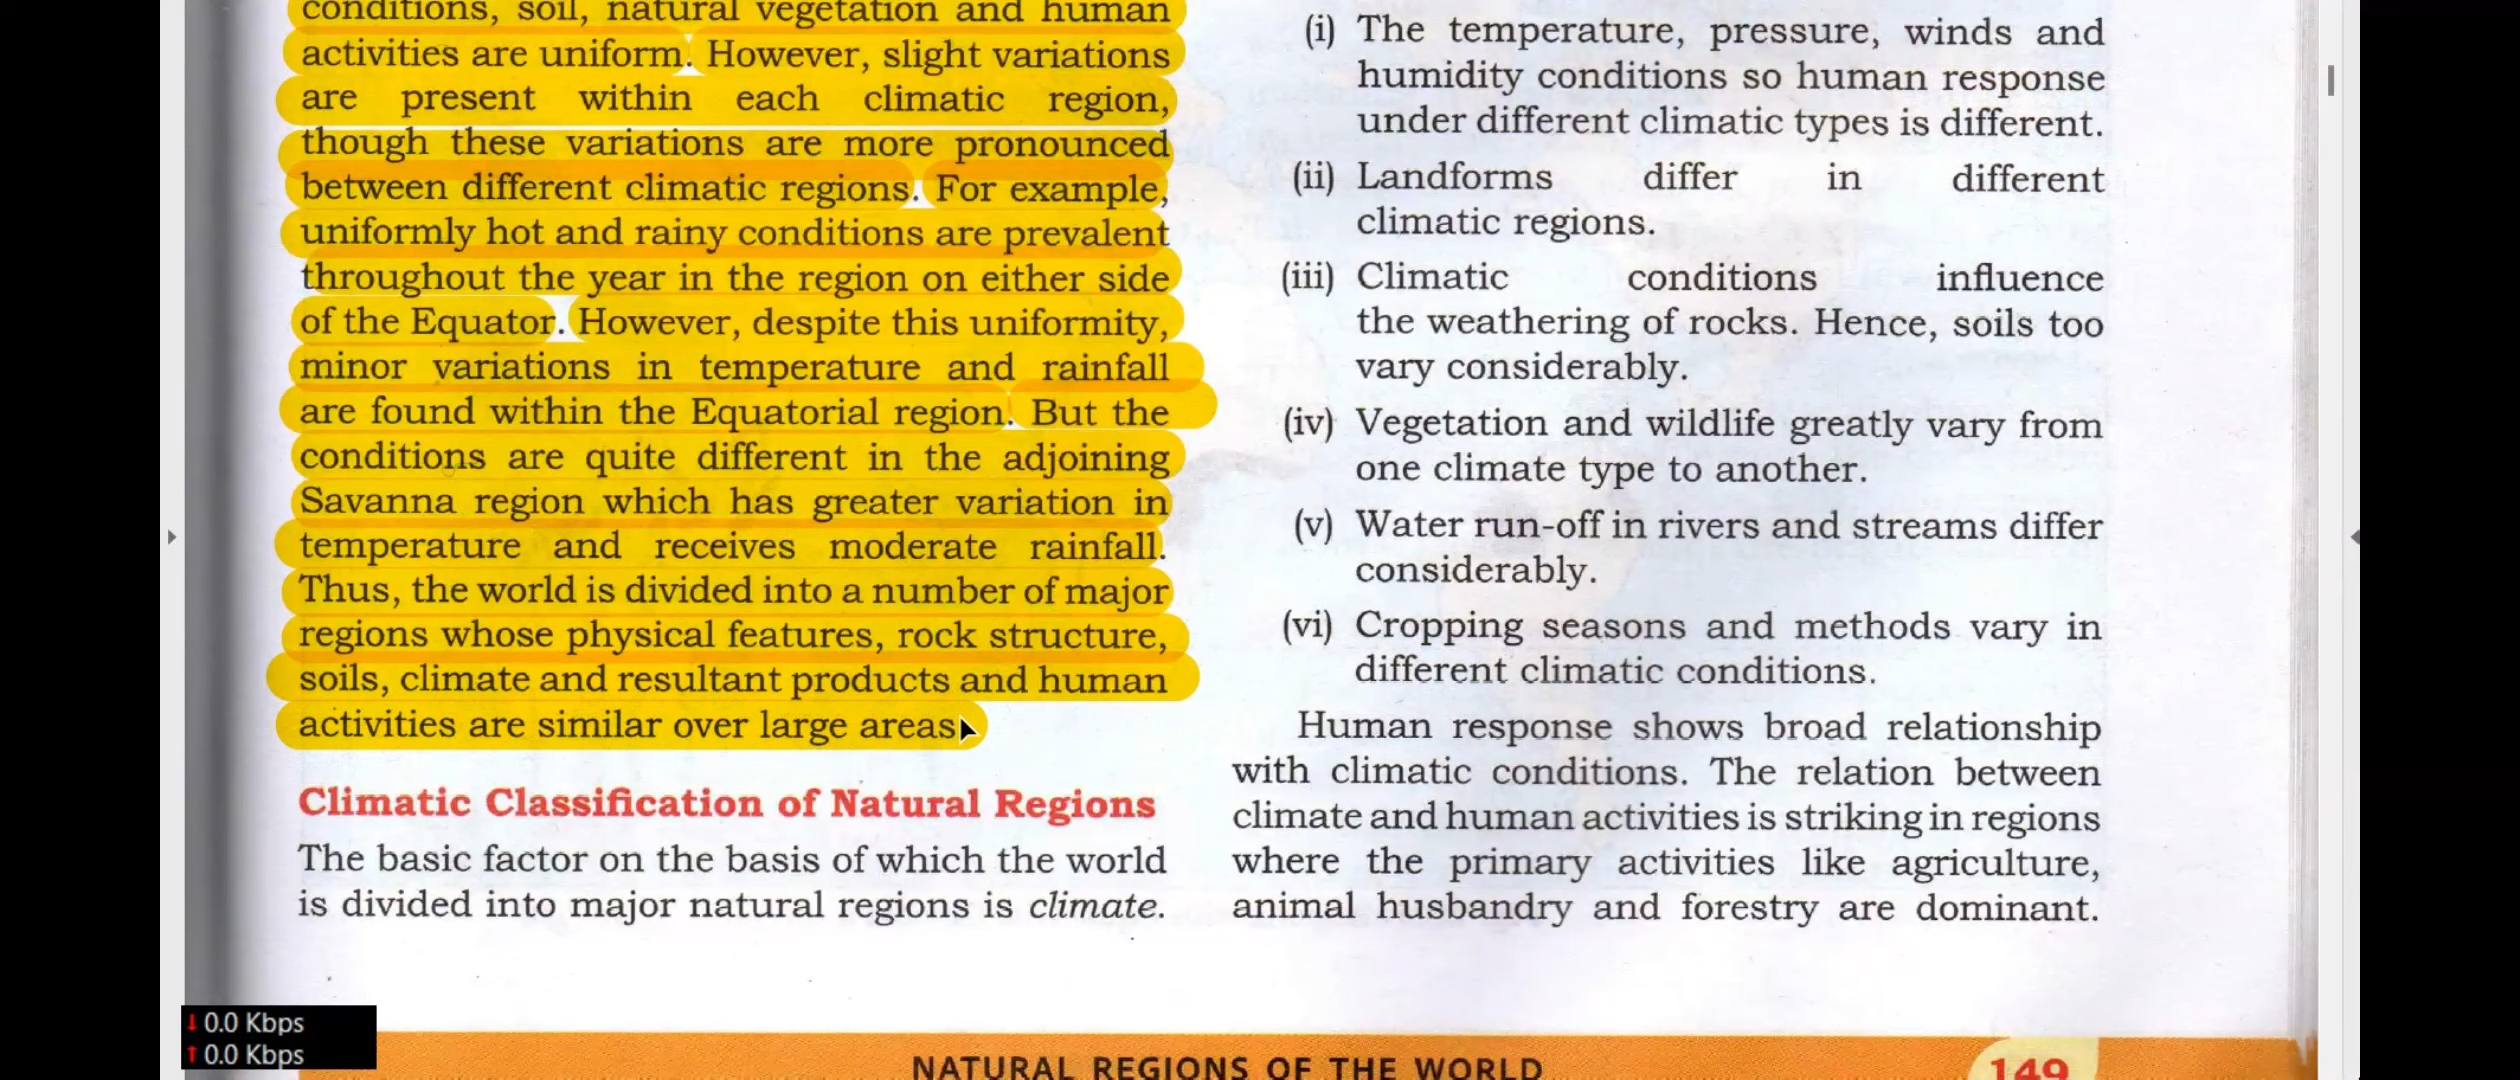 conditions, soil, natural vegetation and human
activities are uniform. However, slight variations
are present within each climatic region,
though these variations are more pronounced
between different climatic regions. For example,
uniformly hot and rainy conditions are prevalent
throughout the year in the region on either side
of the Equator. However, despite this uniformity,
minor variations in temperature and rainfall
are found within the Equatorial region. But the
conditions are quite different in the adjoining
Savanna region which has greater variation in
temperature and receives moderate rainfall.
Thus, the world is divided into a number of major
regions whose physical features, rock structure,
soils, climate and resultant products and human
activities are similar over large areas
Climatic Classification of Natural Regions
The basic factor on the basis of which the world
is divided into major natural regions is climate.
(i) The temperature, pressure, winds and
humidity conditions so human response
under different climatic types is different.
(ii) Landforms differ in different
climatic regions.
(iii) Climatic conditions influence
the weathering of rocks. Hence, soils too
vary considerably.
(iv) Vegetation and wildlife greatly vary from
one climate type to another.
(v) Water run-off in rivers and streams differ
considerably.
(vi) Cropping seasons and methods vary in
different climatic conditions.
Human response shows broad relationship
with climatic conditions. The relation between
climate and human activities is striking in regions
where the primary activities like agriculture,
animal husbandry and forestry are dominant.
0.0 Kbps
0.0 Kbps
NATURAL REGIONS OF THE WORLD
149